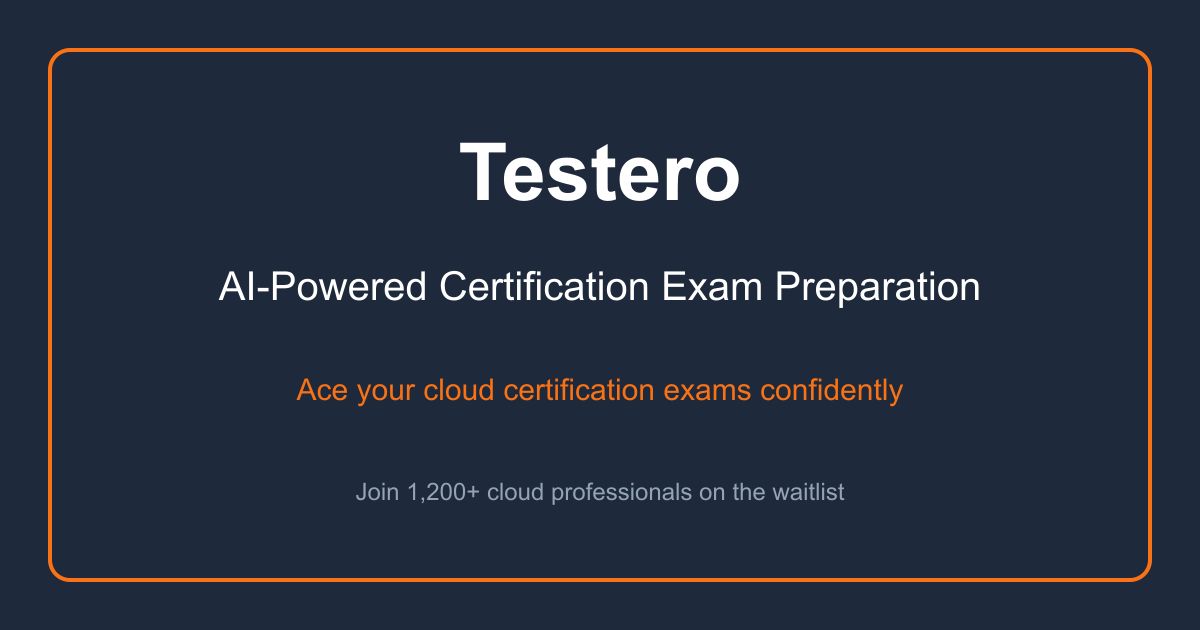 Testero
AI-Powered Certification Exam Preparation
Ace your cloud certification exams confidently
Join 1,200+ cloud professionals on the waitlist